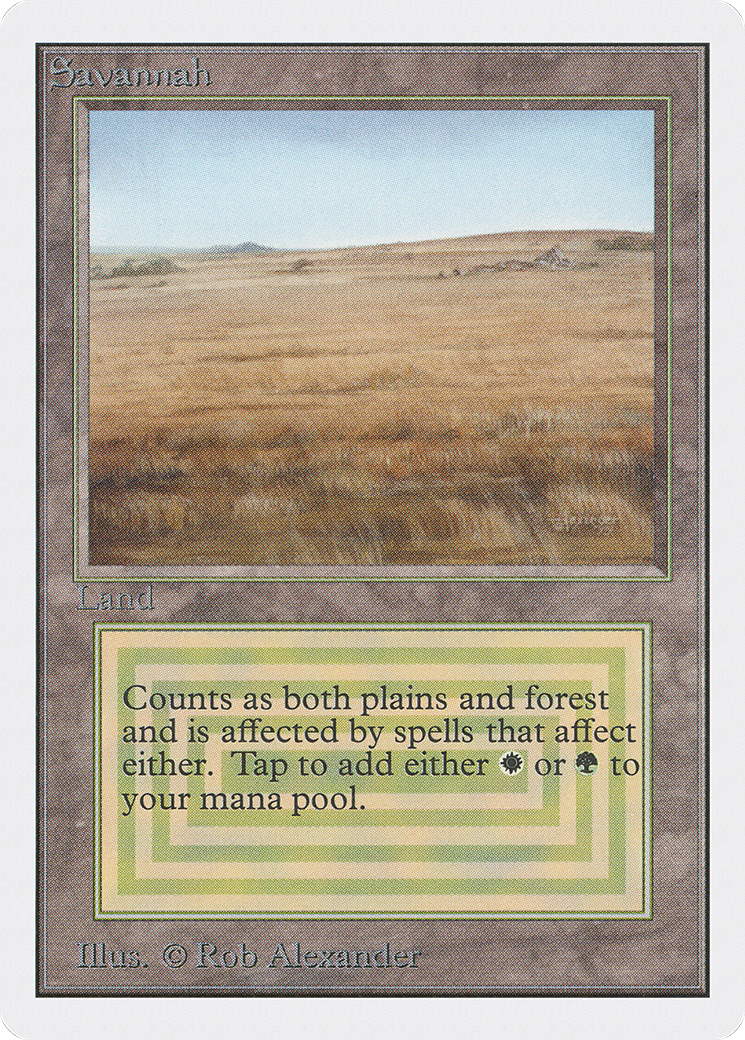 Savannah
Land
Counts as both plains and forest
and is affected by spells that affect
either. Tap to add either or to
your mana pool.
Illus. © Rob Alexander